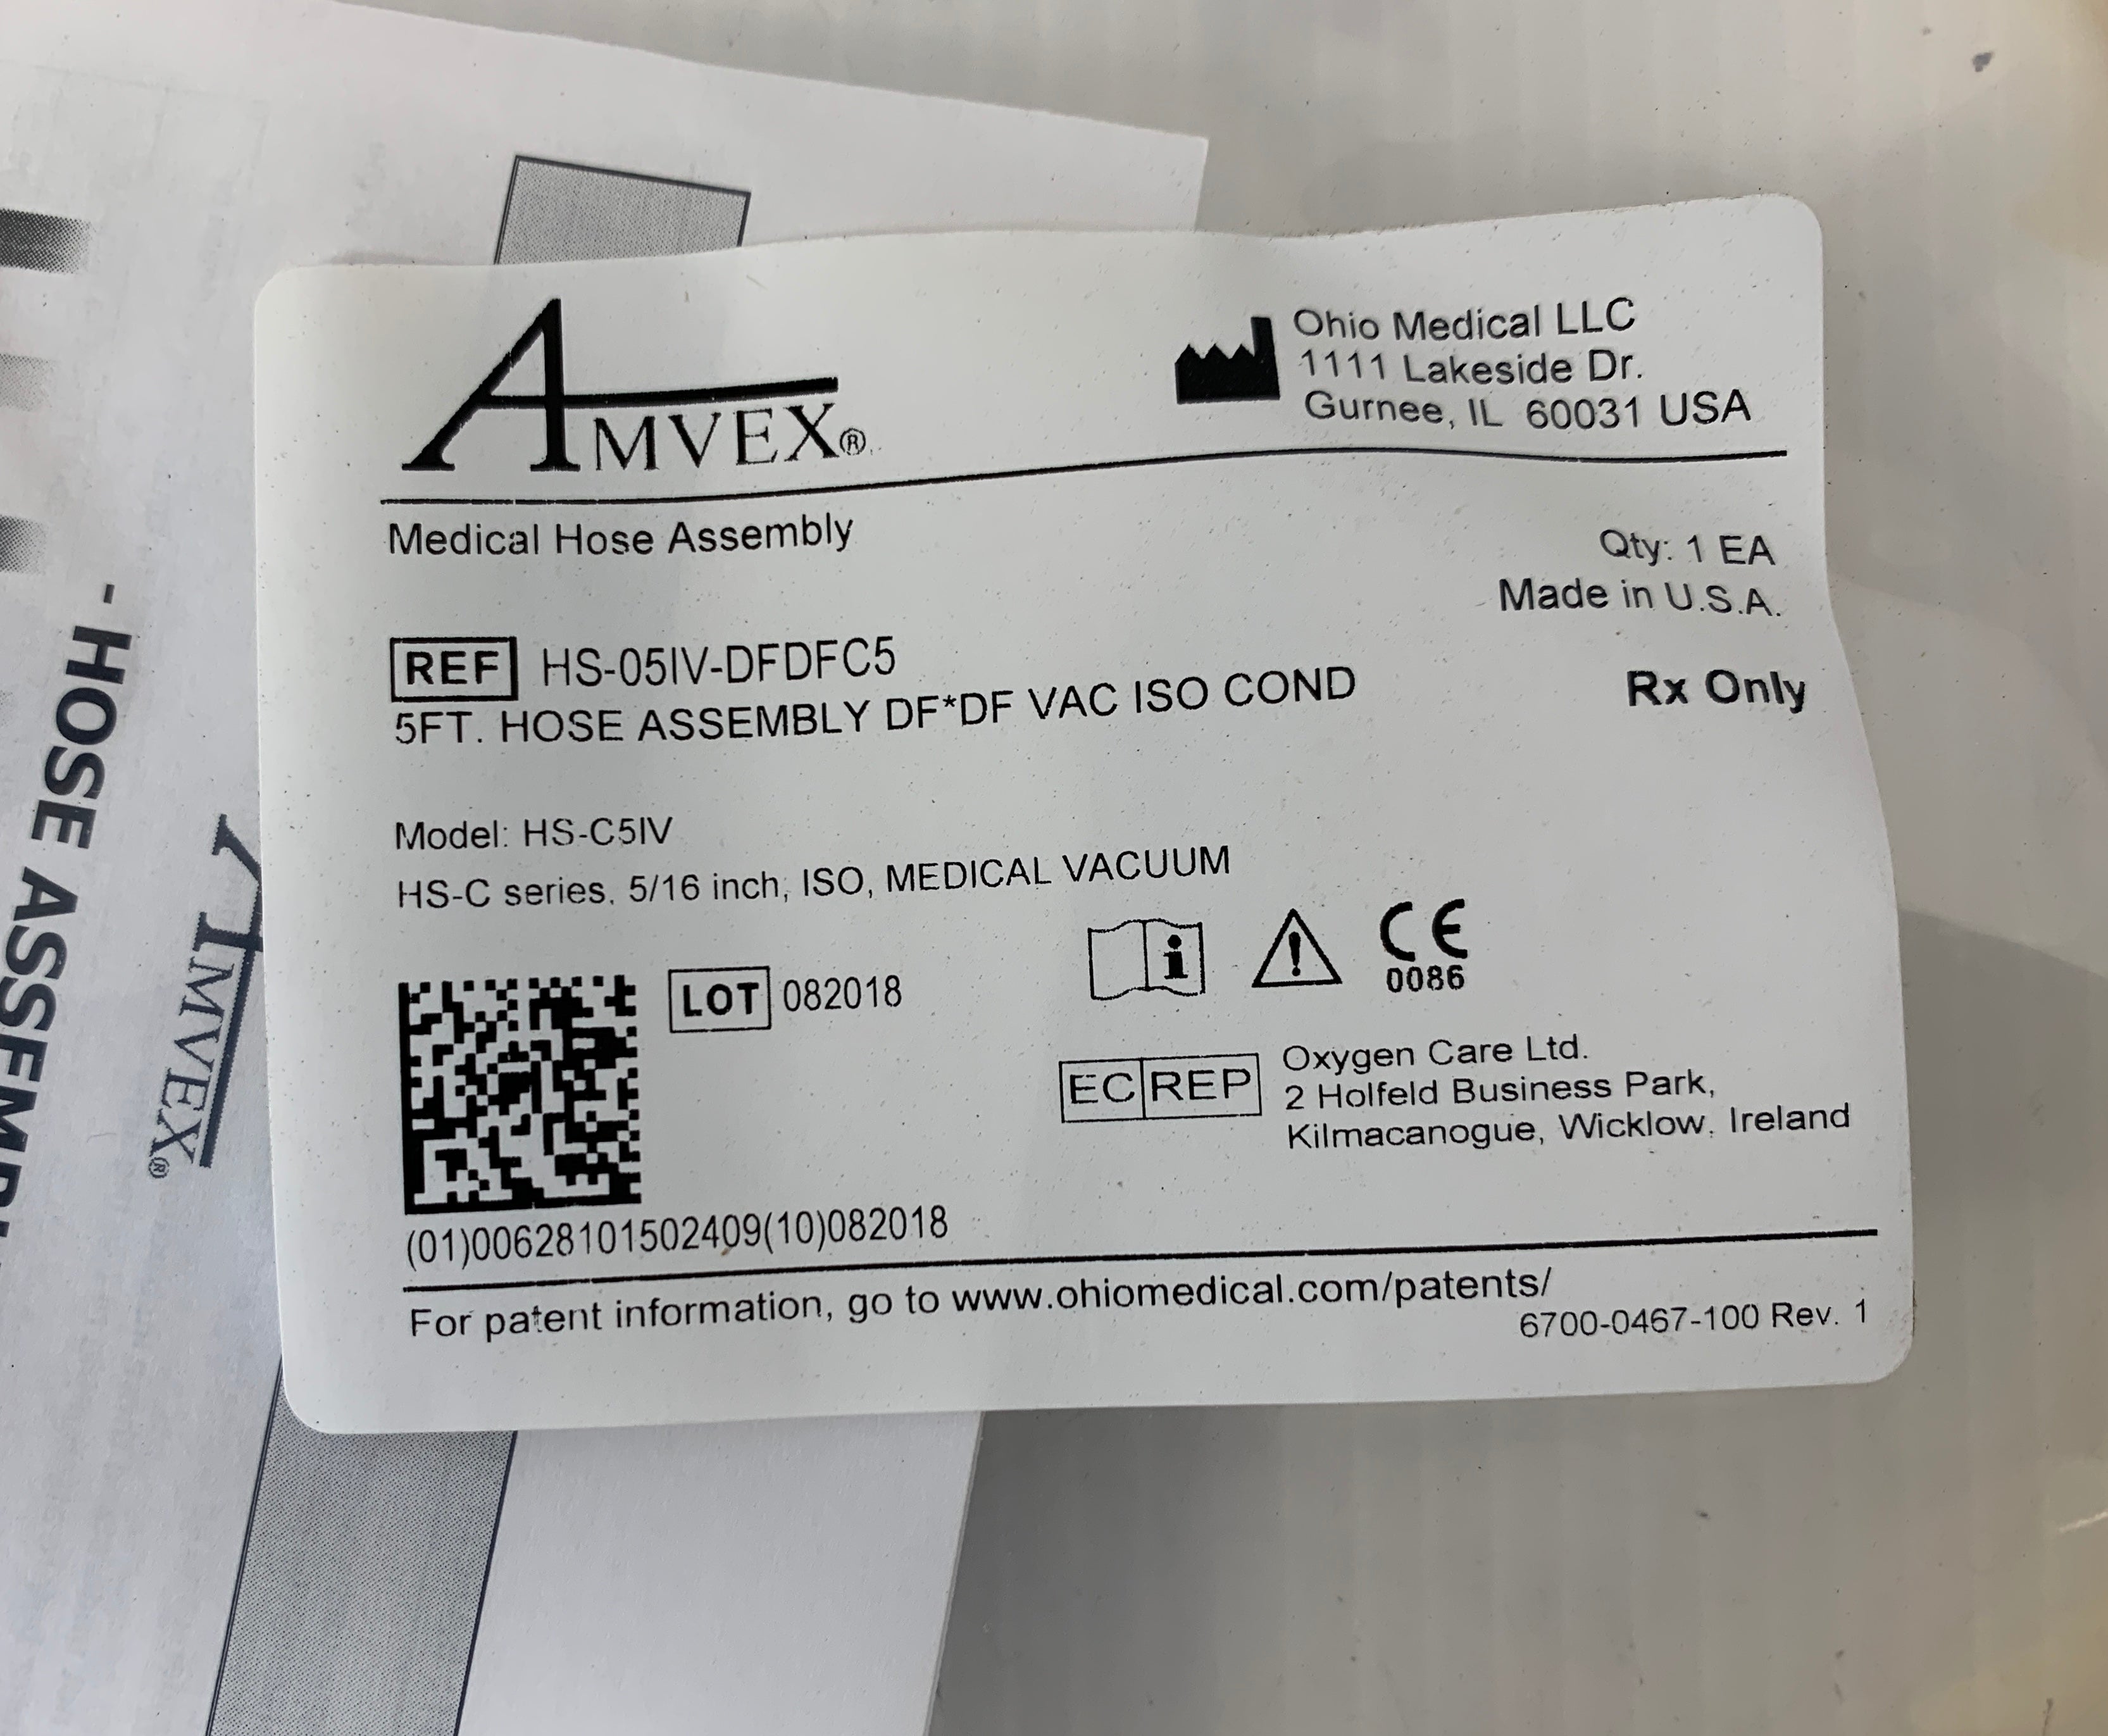 AMVEX®
Ohio Medical LLC
1111 Lakeside Dr.
Gurnee, IL 60031 USA
Medical Hose Assembly
Qty: 1 EA
Made in U.S.A.
REF HS-05IV-DFDFC5
5FT. HOSE ASSEMBLY DF*DF VAC ISO COND
Rx Only
Model: HS-C5IV
HS-C series, 5/16 inch, ISO, MEDICAL VACUUM
LOT 082018
CE
0086
EC REP
Oxygen Care Ltd.
2 Holfeld Business Park,
Kilmacanogue, Wicklow, Ireland
(01)00628101502409(10)082018
For patent information, go to www.ohiomedical.com/patents/
6700-0467-100 Rev. 1
- HOSE ASSEMBL
AMVEX®